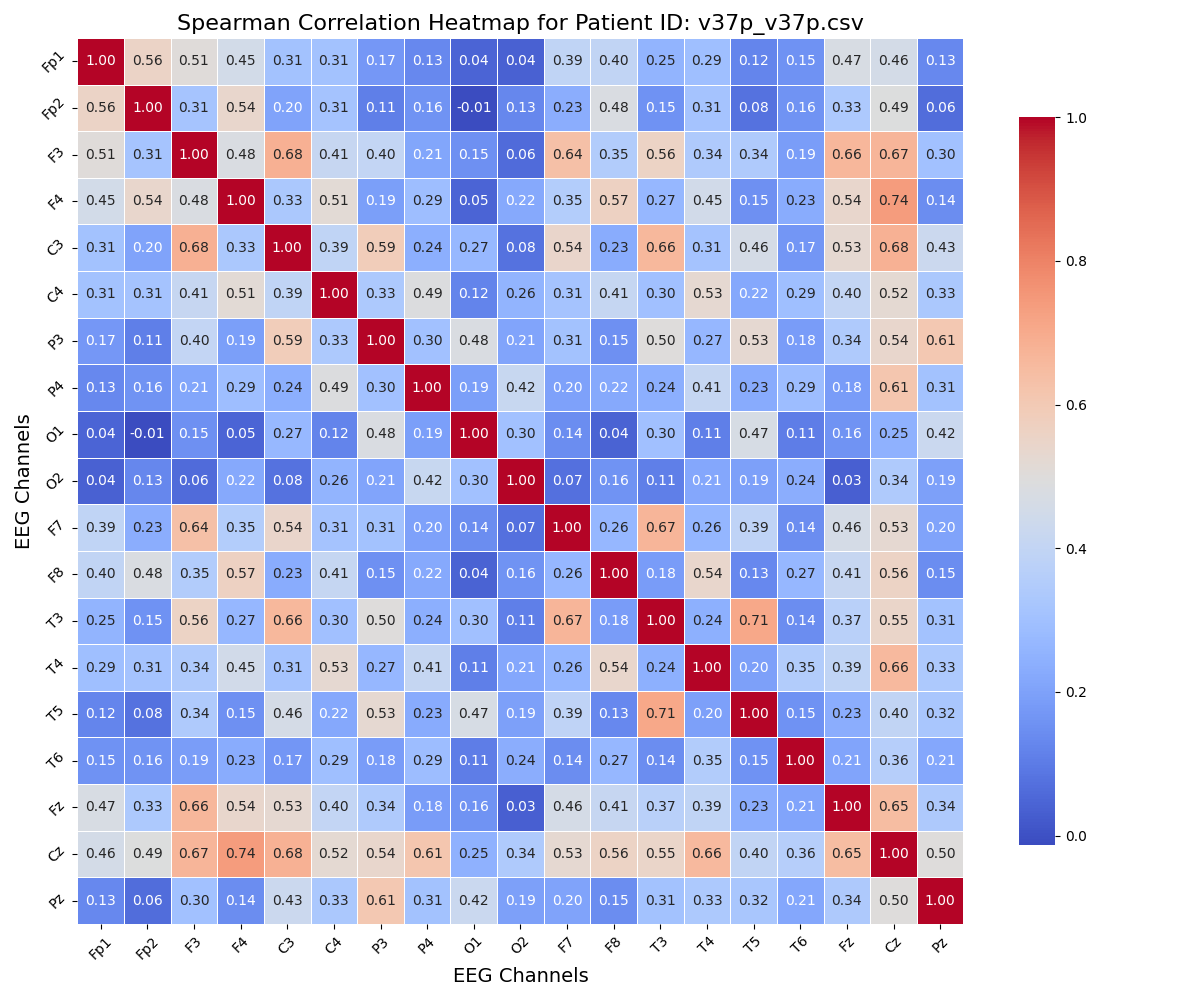 Spearman Correlation Heatmap for Patient ID: v37p_v37p.csv
Fp1 1.00 0.56 0.51 0.45 0.31 0.31 0.17 0.13 0.04 0.04 0.39 0.40 0.25 0.29 0.12 0.15 0.47 0.46 0.13
Fp2 0.56 1.00 0.31 0.54 0.20 0.31 0.11 0.16 -0.01 0.13 0.23 0.48 0.15 0.31 0.08 0.16 0.33 0.49 0.06
F3 0.51 0.31 1.00 0.48 0.68 0.41 0.40 0.21 0.15 0.06 0.64 0.35 0.56 0.34 0.34 0.19 0.66 0.67 0.30
F4 0.45 0.54 0.48 1.00 0.33 0.51 0.19 0.29 0.05 0.22 0.35 0.57 0.27 0.45 0.15 0.23 0.54 0.74 0.14
C3 0.31 0.20 0.68 0.33 1.00 0.39 0.59 0.24 0.27 0.08 0.54 0.23 0.66 0.31 0.46 0.17 0.53 0.68 0.43
C4 0.31 0.31 0.41 0.51 0.39 1.00 0.33 0.49 0.12 0.26 0.31 0.41 0.30 0.53 0.22 0.29 0.40 0.52 0.33
P3 0.17 0.11 0.40 0.19 0.59 0.33 1.00 0.30 0.48 0.21 0.31 0.15 0.50 0.27 0.53 0.18 0.34 0.54 0.61
P4 0.13 0.16 0.21 0.29 0.24 0.49 0.30 1.00 0.19 0.42 0.20 0.22 0.24 0.41 0.23 0.29 0.18 0.61 0.31
O1 0.04 -0.01 0.15 0.05 0.27 0.12 0.48 0.19 1.00 0.30 0.14 0.04 0.30 0.11 0.47 0.11 0.16 0.25 0.42
O2 0.04 0.13 0.06 0.22 0.08 0.26 0.21 0.42 0.30 1.00 0.07 0.16 0.11 0.21 0.19 0.24 0.03 0.34 0.19
F7 0.39 0.23 0.64 0.35 0.54 0.31 0.31 0.20 0.14 0.07 1.00 0.26 0.67 0.26 0.39 0.14 0.46 0.53 0.20
F8 0.40 0.48 0.35 0.57 0.23 0.41 0.15 0.22 0.04 0.16 0.26 1.00 0.18 0.54 0.13 0.27 0.41 0.56 0.15
T3 0.25 0.15 0.56 0.27 0.66 0.30 0.50 0.24 0.30 0.11 0.67 0.18 1.00 0.24 0.71 0.14 0.37 0.55 0.31
T4 0.29 0.31 0.34 0.45 0.31 0.53 0.27 0.41 0.11 0.21 0.26 0.54 0.24 1.00 0.20 0.35 0.39 0.66 0.33
T5 0.12 0.08 0.34 0.15 0.46 0.22 0.53 0.23 0.47 0.19 0.39 0.13 0.71 0.20 1.00 0.15 0.23 0.40 0.32
T6 0.15 0.16 0.19 0.23 0.17 0.29 0.18 0.29 0.11 0.24 0.14 0.27 0.14 0.35 0.15 1.00 0.21 0.36 0.21
Fz 0.47 0.33 0.66 0.54 0.53 0.40 0.34 0.18 0.16 0.03 0.46 0.41 0.37 0.39 0.23 0.21 1.00 0.65 0.34
Cz 0.46 0.49 0.67 0.74 0.68 0.52 0.54 0.61 0.25 0.34 0.53 0.56 0.55 0.66 0.40 0.36 0.65 1.00 0.50
Pz 0.13 0.06 0.30 0.14 0.43 0.33 0.61 0.31 0.42 0.19 0.20 0.15 0.31 0.33 0.32 0.21 0.34 0.50 1.00
Fp1 Fp2 F3 F4 C3 C4 P3 P4 O1 O2 F7 F8 T3 T4 T5 T6 Fz Cz Pz
EEG Channels
EEG Channels
1.0
0.8
0.6
0.4
0.2
0.0